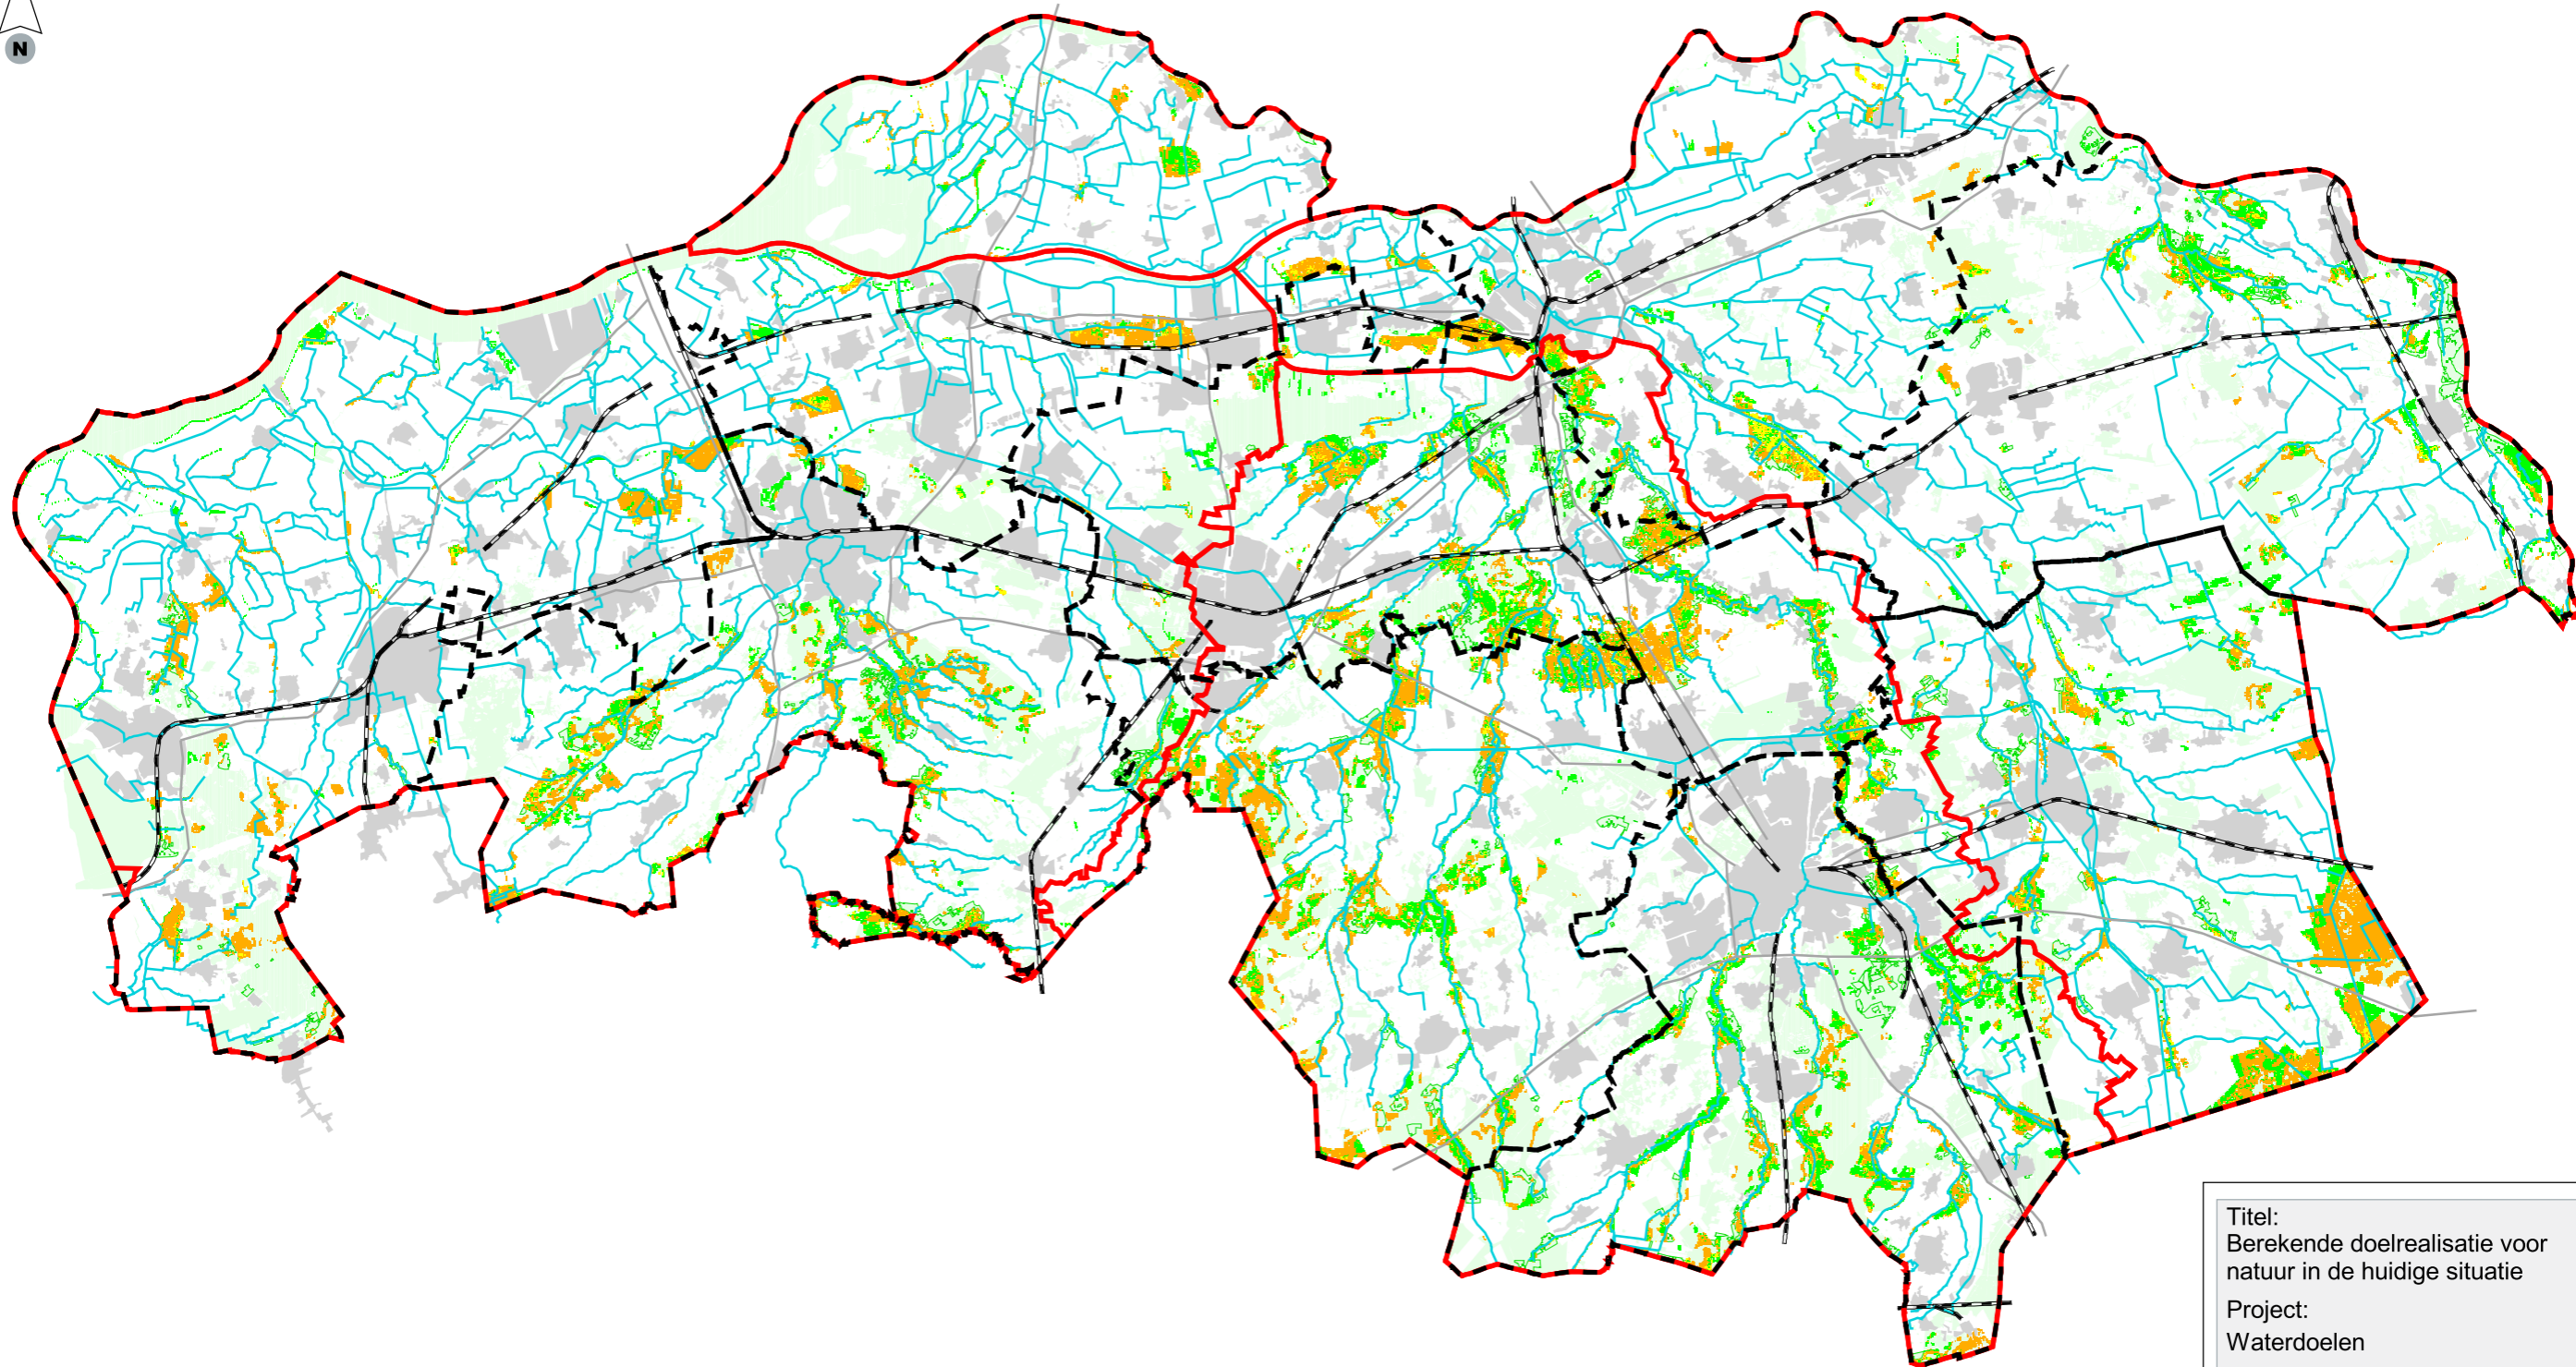 N
Titel:
Berekende doelrealisatie voor
natuur in de huidige situatie
Project:
Waterdoelen